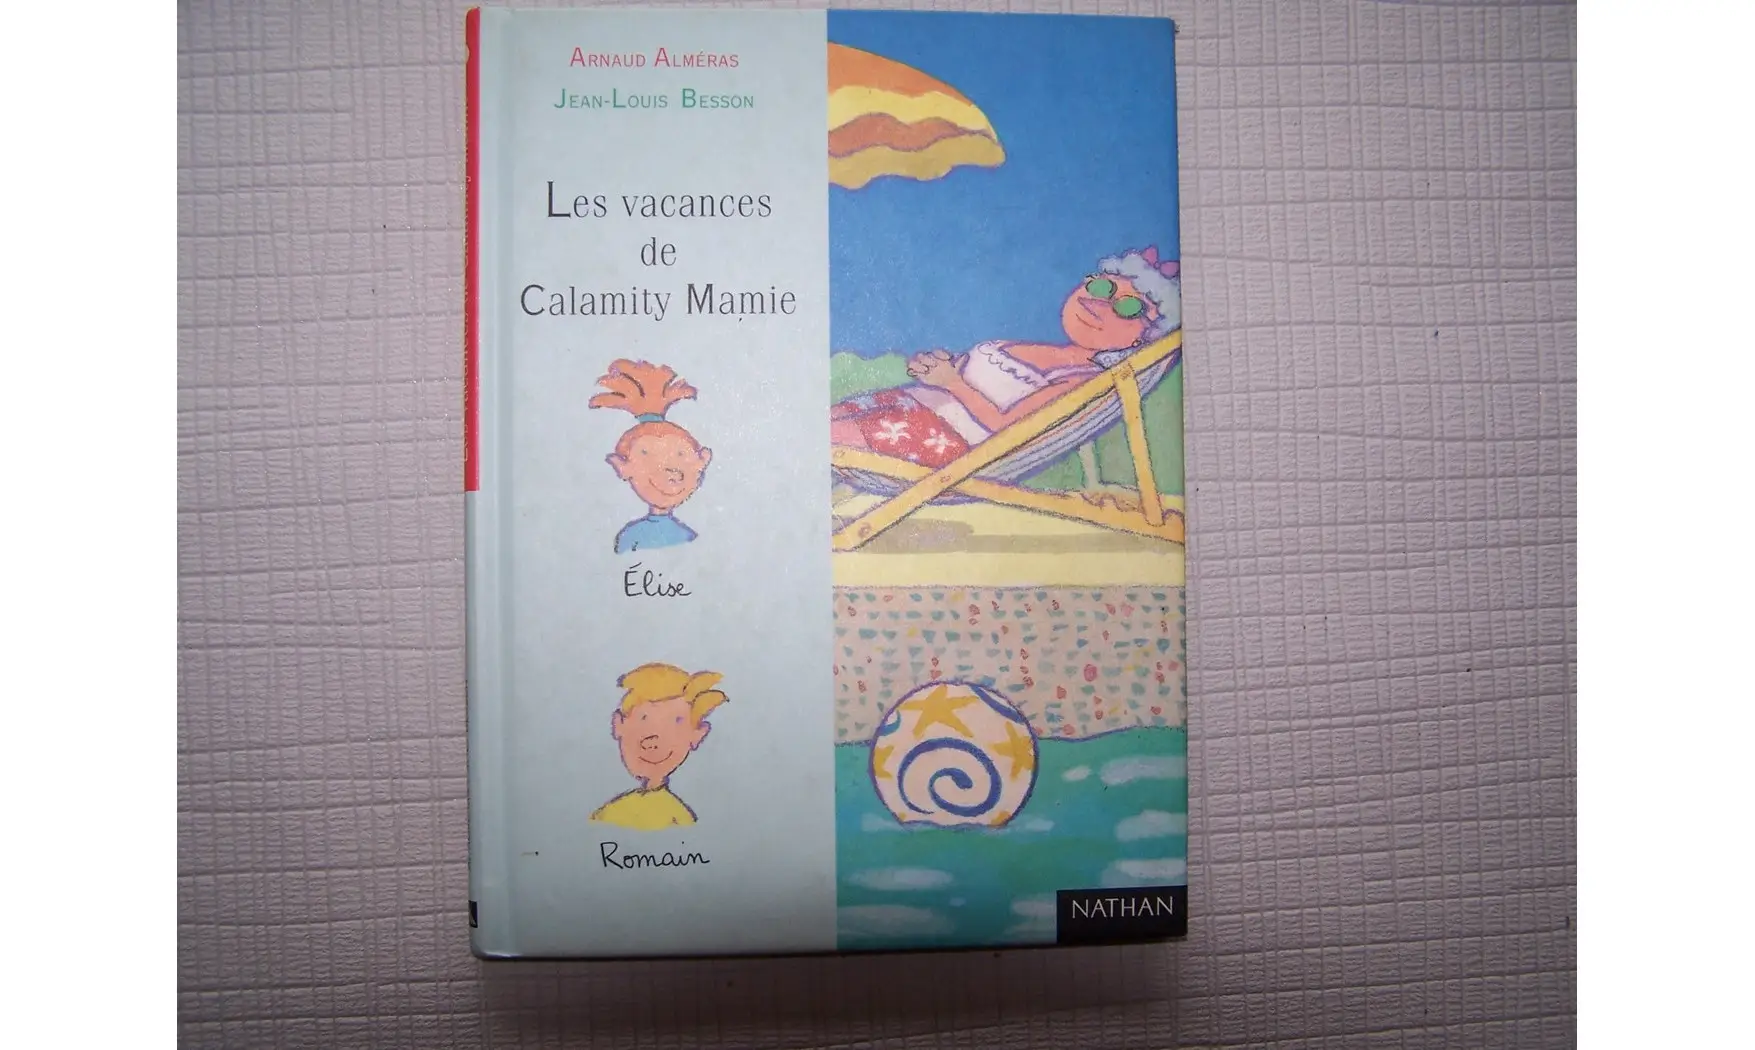 ARNAUD ALMÉRAS
JEAN-LOUIS BESSON
Les vacances
de
Calamity Mamie
Élise
Romain
NATHAN